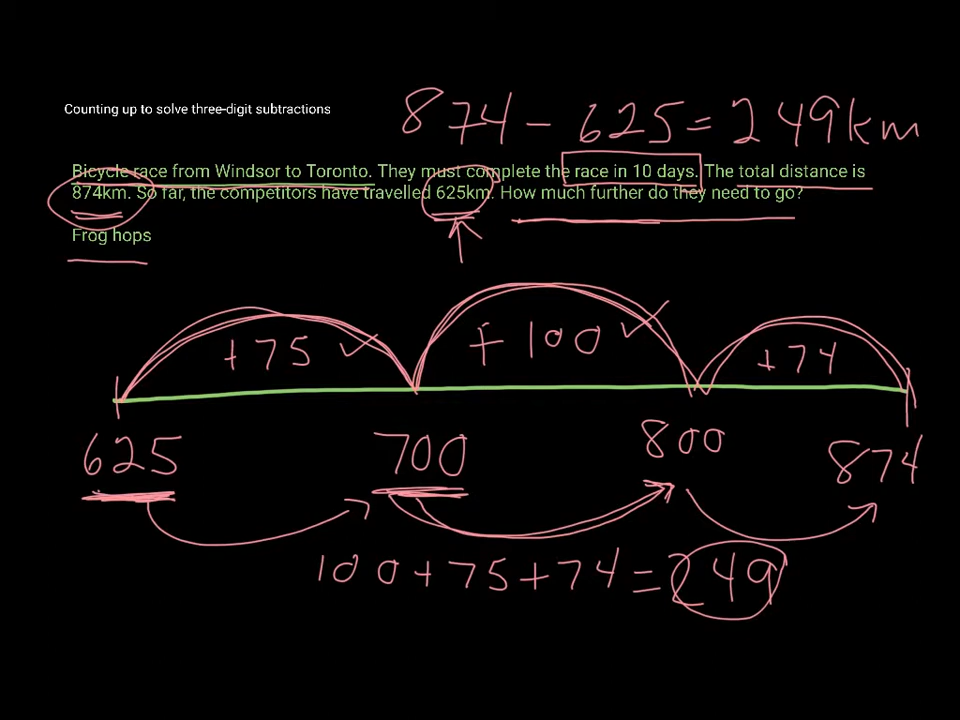 Counting up to solve three-digit subtractions
874 - 625 = 249km
Bicycle race from Windsor to Toronto. They must complete the race in 10 days. The total distance is
874km. So far, the competitors have travelled 625km. How much further do they need to go?
Frog hops
+75 +100 +74
625 700 800 874
100+75+74=249